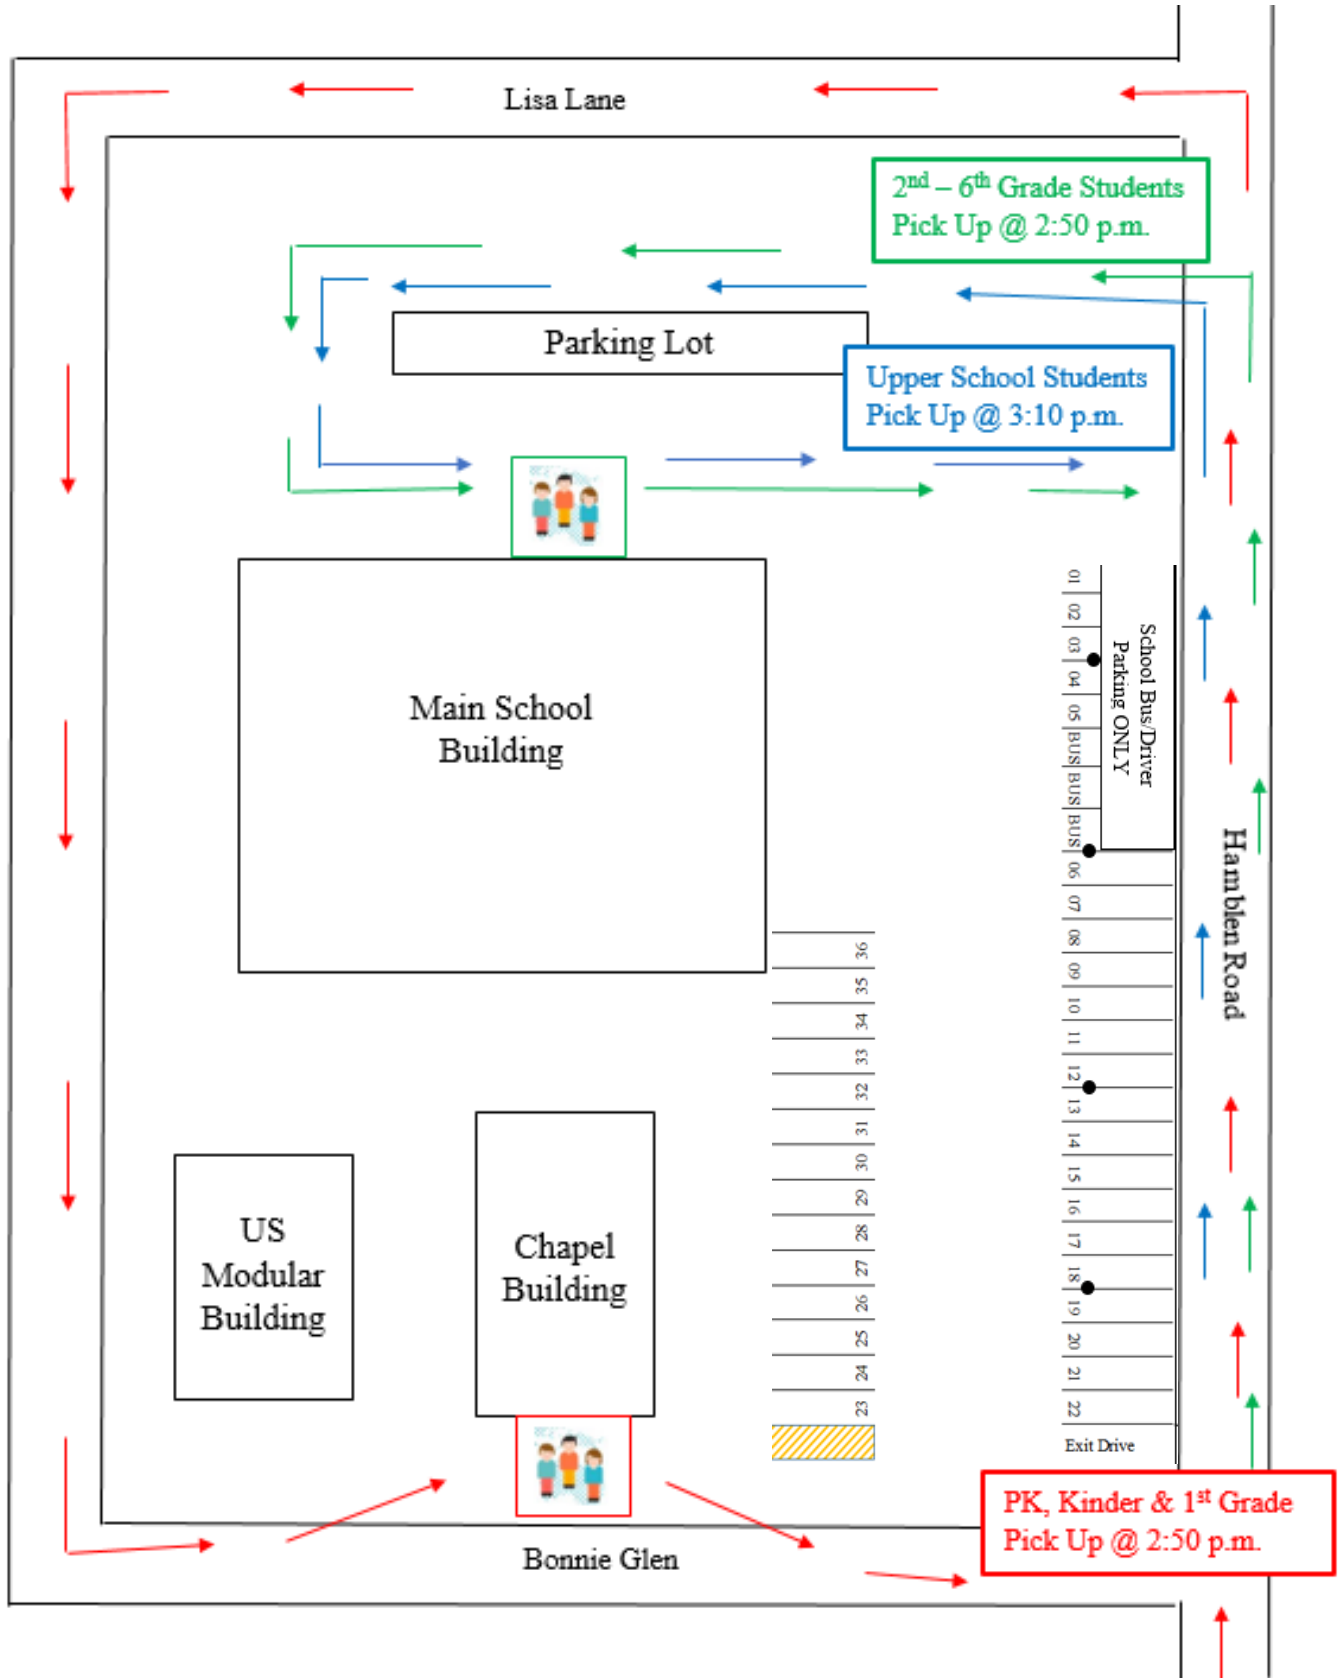 Lisa Lane
2nd – 6th Grade Students
Pick Up @ 2:50 p.m.
Parking Lot
Upper School Students
Pick Up @ 3:10 p.m.
Main School
Building
School Bus/Driver
Parking ONLY
01
02
03
04
05
BUS
BUS
BUS
06
07
08
09
10
11
12
13
14
15
16
17
18
19
20
21
22
Exit Drive
Hamblen Road
36
35
34
33
32
31
30
29
28
27
26
25
24
23
US
Modular
Building
Chapel
Building
PK, Kinder & 1st Grade
Pick Up @ 2:50 p.m.
Bonnie Glen